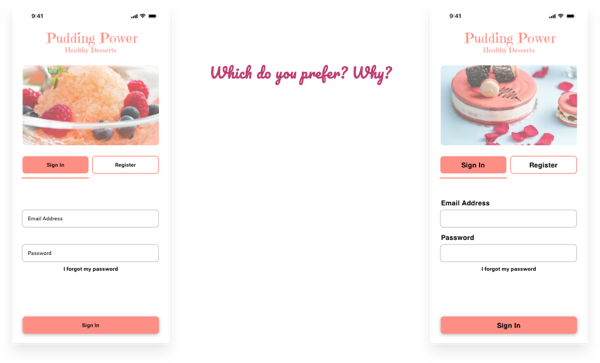 9:41
Pudding Power
Healthy Desserts
Sign In
Register
Email Address
Password
I forgot my password
Sign In
Which do you prefer? Why?
9:41
Pudding Power
Healthy Desserts
Sign In
Register
Email Address
Password
I forgot my password
Sign In